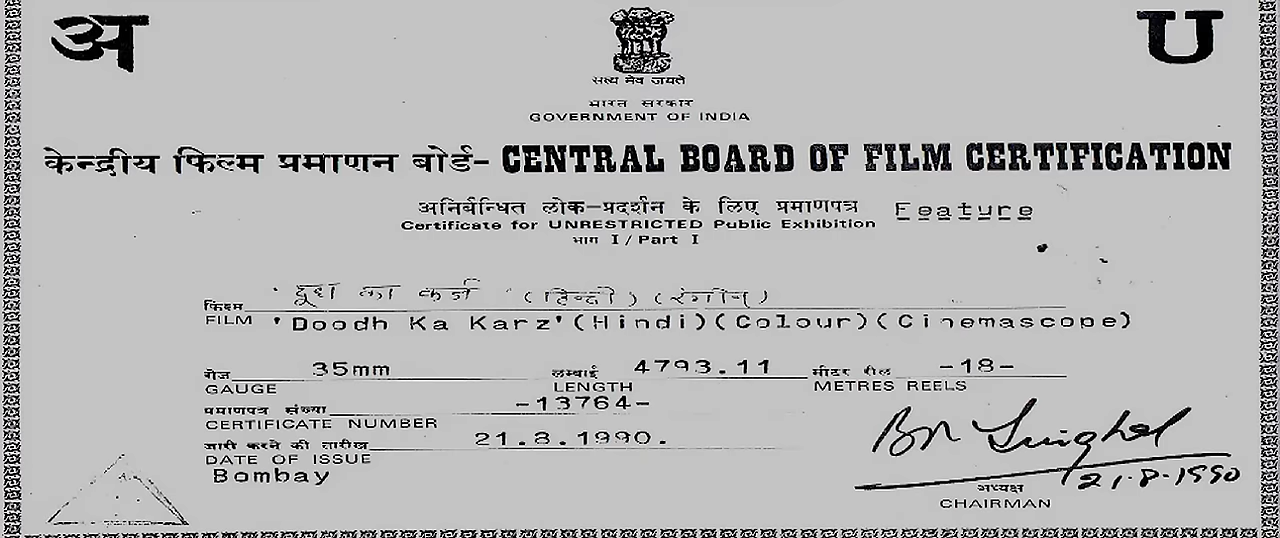 अ U
सत्यमेव जयते
भारत सरकार
GOVERNMENT OF INDIA
केन्द्रीय फिल्म प्रमाणन बोर्ड- CENTRAL BOARD OF FILM CERTIFICATION
अनिर्बन्धित लोक-प्रदर्शन के लिए प्रमाणपत्र Feature
Certificate for UNRESTRICTED Public Exhibition
भाग I/Part I
फिल्म दूध का कर्ज (हिन्दी) (रंगीन)
FILM 'Doodh Ka Karz'(Hindi)(Colour)(Cinemascope)
गेज 35mm लम्बाई 4793.11 मीटर रील -18-
GAUGE LENGTH METRES REELS
प्रमाणपत्र संख्या -13764-
CERTIFICATE NUMBER
जारी करने की तारीख 21.8.1990.
DATE OF ISSUE
Bombay
BP Singhal
21-8-1990
अध्यक्ष
CHAIRMAN